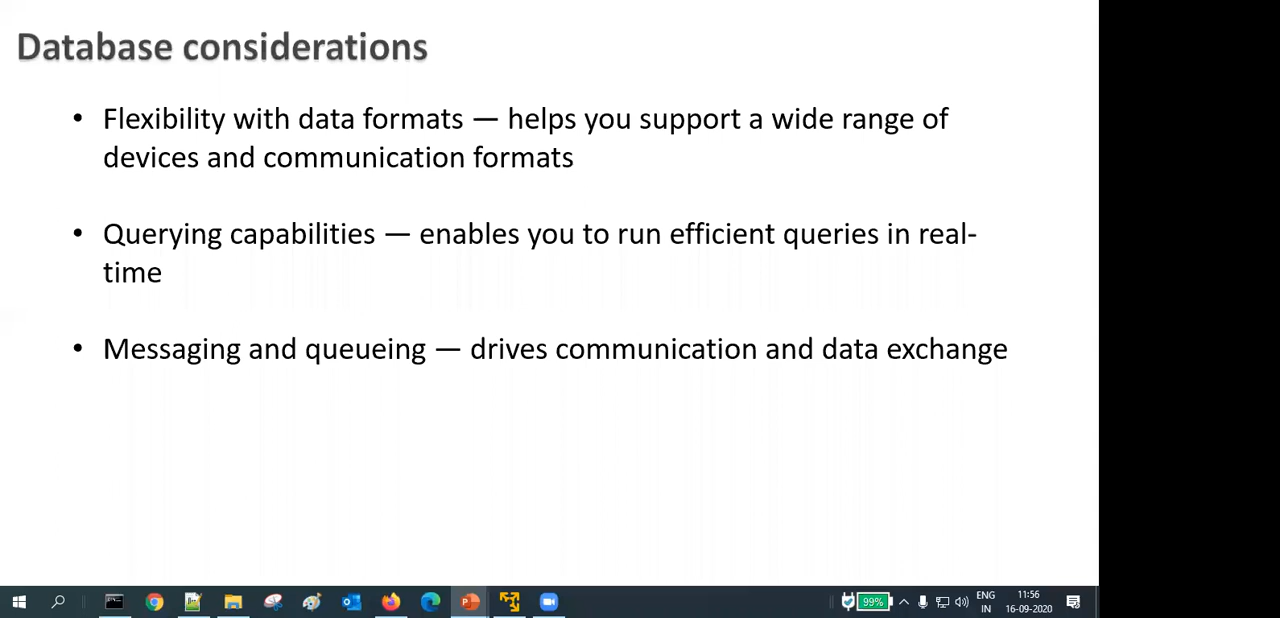 Database considerations
• Flexibility with data formats — helps you support a wide range of
devices and communication formats
• Querying capabilities — enables you to run efficient queries in real-
time
• Messaging and queueing — drives communication and data exchange
99%
ENG
IN
11:56
16-09-2020